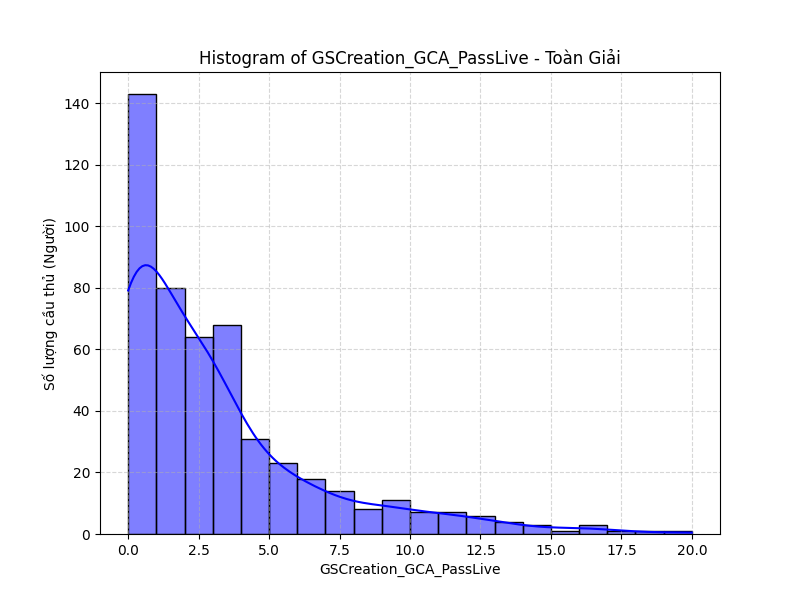 Histogram of GSCreation_GCA_PassLive - Toàn Giải
Số lượng cầu thủ (Người)
140
120
100
80
60
40
20
0
0.0 2.5 5.0 7.5 10.0 12.5 15.0 17.5 20.0
GSCreation_GCA_PassLive